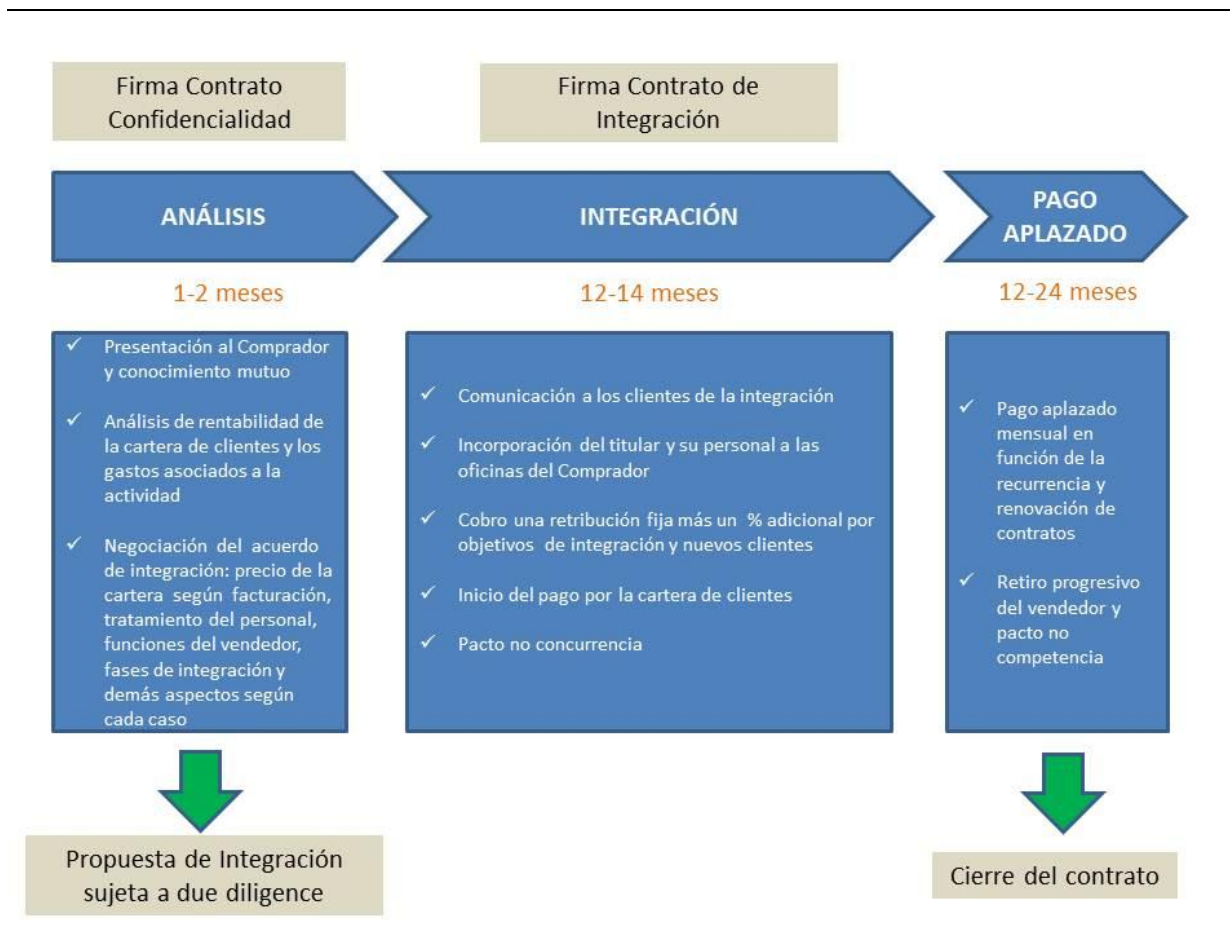 Firma Contrato
Confidencialidad
Firma Contrato de
Integración
ANÁLISIS
INTEGRACIÓN
PAGO
APLAZADO
1-2 meses
12-14 meses
12-24 meses
✓ Presentación al Comprador
y conocimiento mutuo
✓ Análisis de rentabilidad de
la cartera de clientes y los
gastos asociados a la
actividad
✓ Negociación del acuerdo
de integración: precio de la
cartera según facturación,
tratamiento del personal,
funciones del vendedor,
fases de integración y
demás aspectos según
cada caso
✓ Comunicación a los clientes de la integración
✓ Incorporación del titular y su personal a las
oficinas del Comprador
✓ Cobro una retribución fija más un % adicional por
objetivos de integración y nuevos clientes
✓ Inicio del pago por la cartera de clientes
✓ Pacto no concurrencia
✓ Pago aplazado
mensual en
función de la
recurrencia y
renovación de
contratos
✓ Retiro progresivo
del vendedor y
pacto no
competencia
Propuesta de Integración
sujeta a due diligence
Cierre del contrato